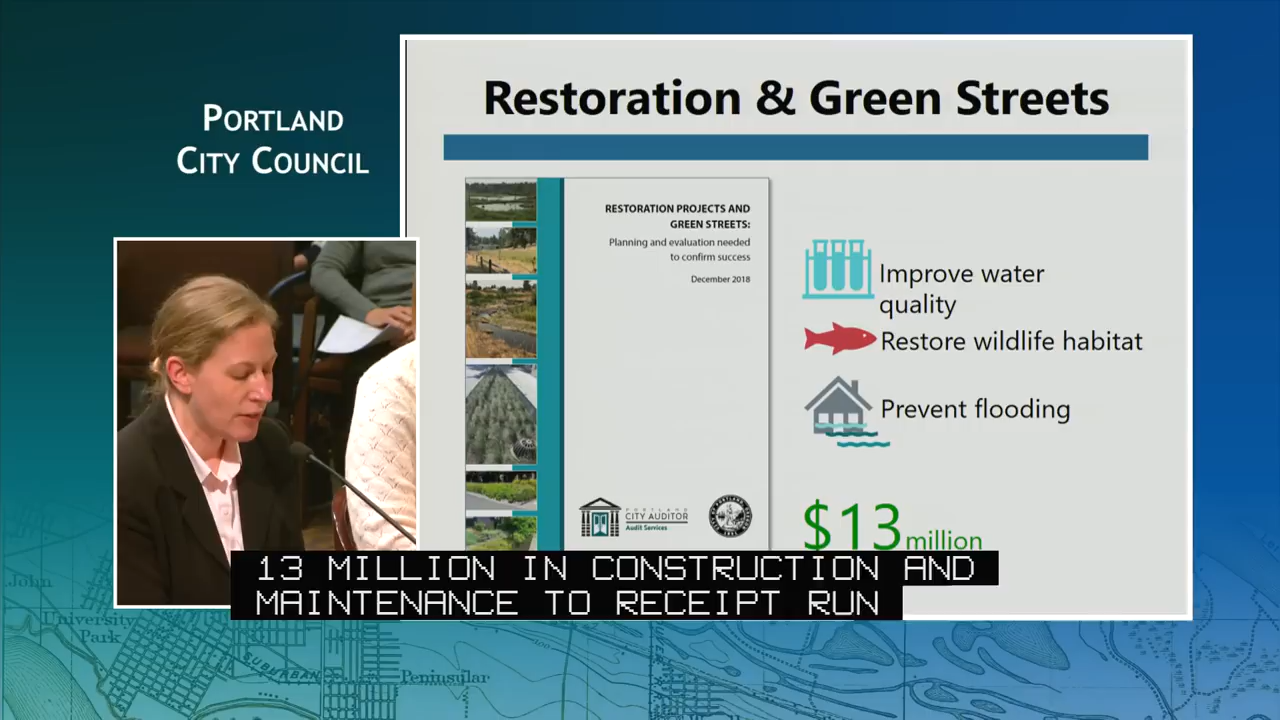 PORTLAND
CITY COUNCIL
Restoration & Green Streets
RESTORATION PROJECTS AND
GREEN STREETS:
Planning and evaluation needed
to confirm success
December 2018
PORTLAND
CITY AUDITOR
Audit Services
Improve water
quality
Restore wildlife habitat
Prevent flooding
$13 million
13 MILLION IN CONSTRUCTION AND
MAINTENANCE TO RECEIPT RUN
St. John
University
Park
SUBURBAN
Peninsular